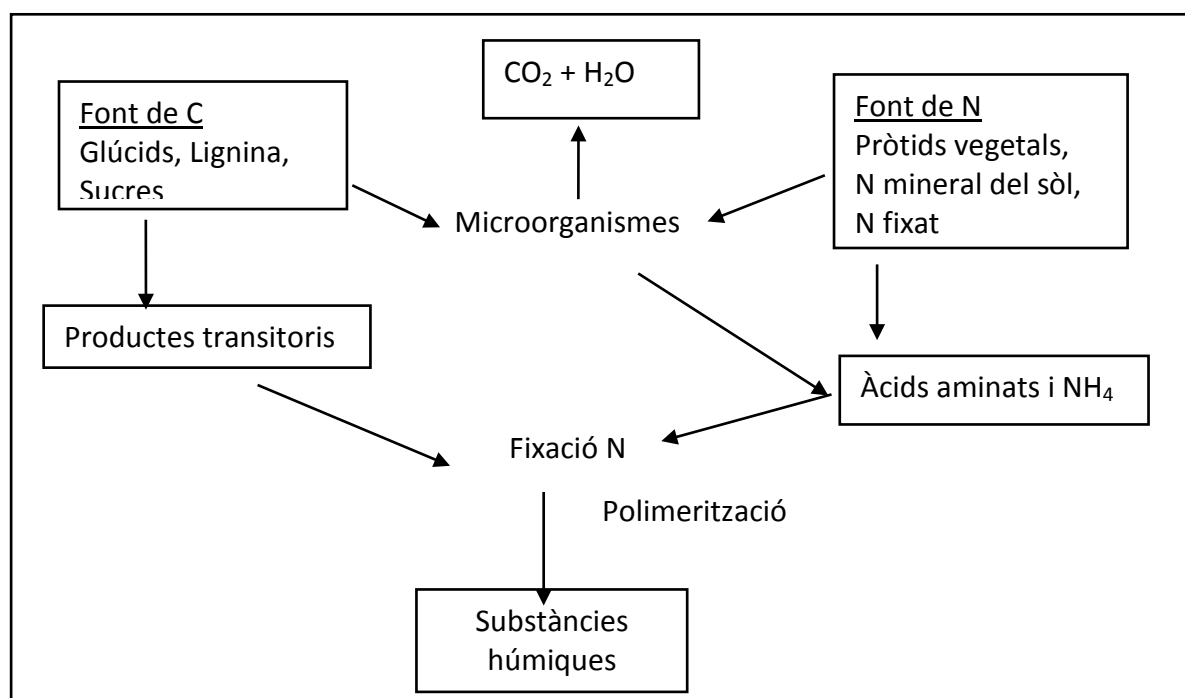 CO₂ + H₂O
Font de C
Glúcids, Lignina,
Sucres
Font de N
Pròtids vegetals,
N mineral del sòl,
N fixat
Microorganismes
Productes transitoris
Àcids aminats i NH₄
Fixació N
Polimerització
Substàncies
húmiques